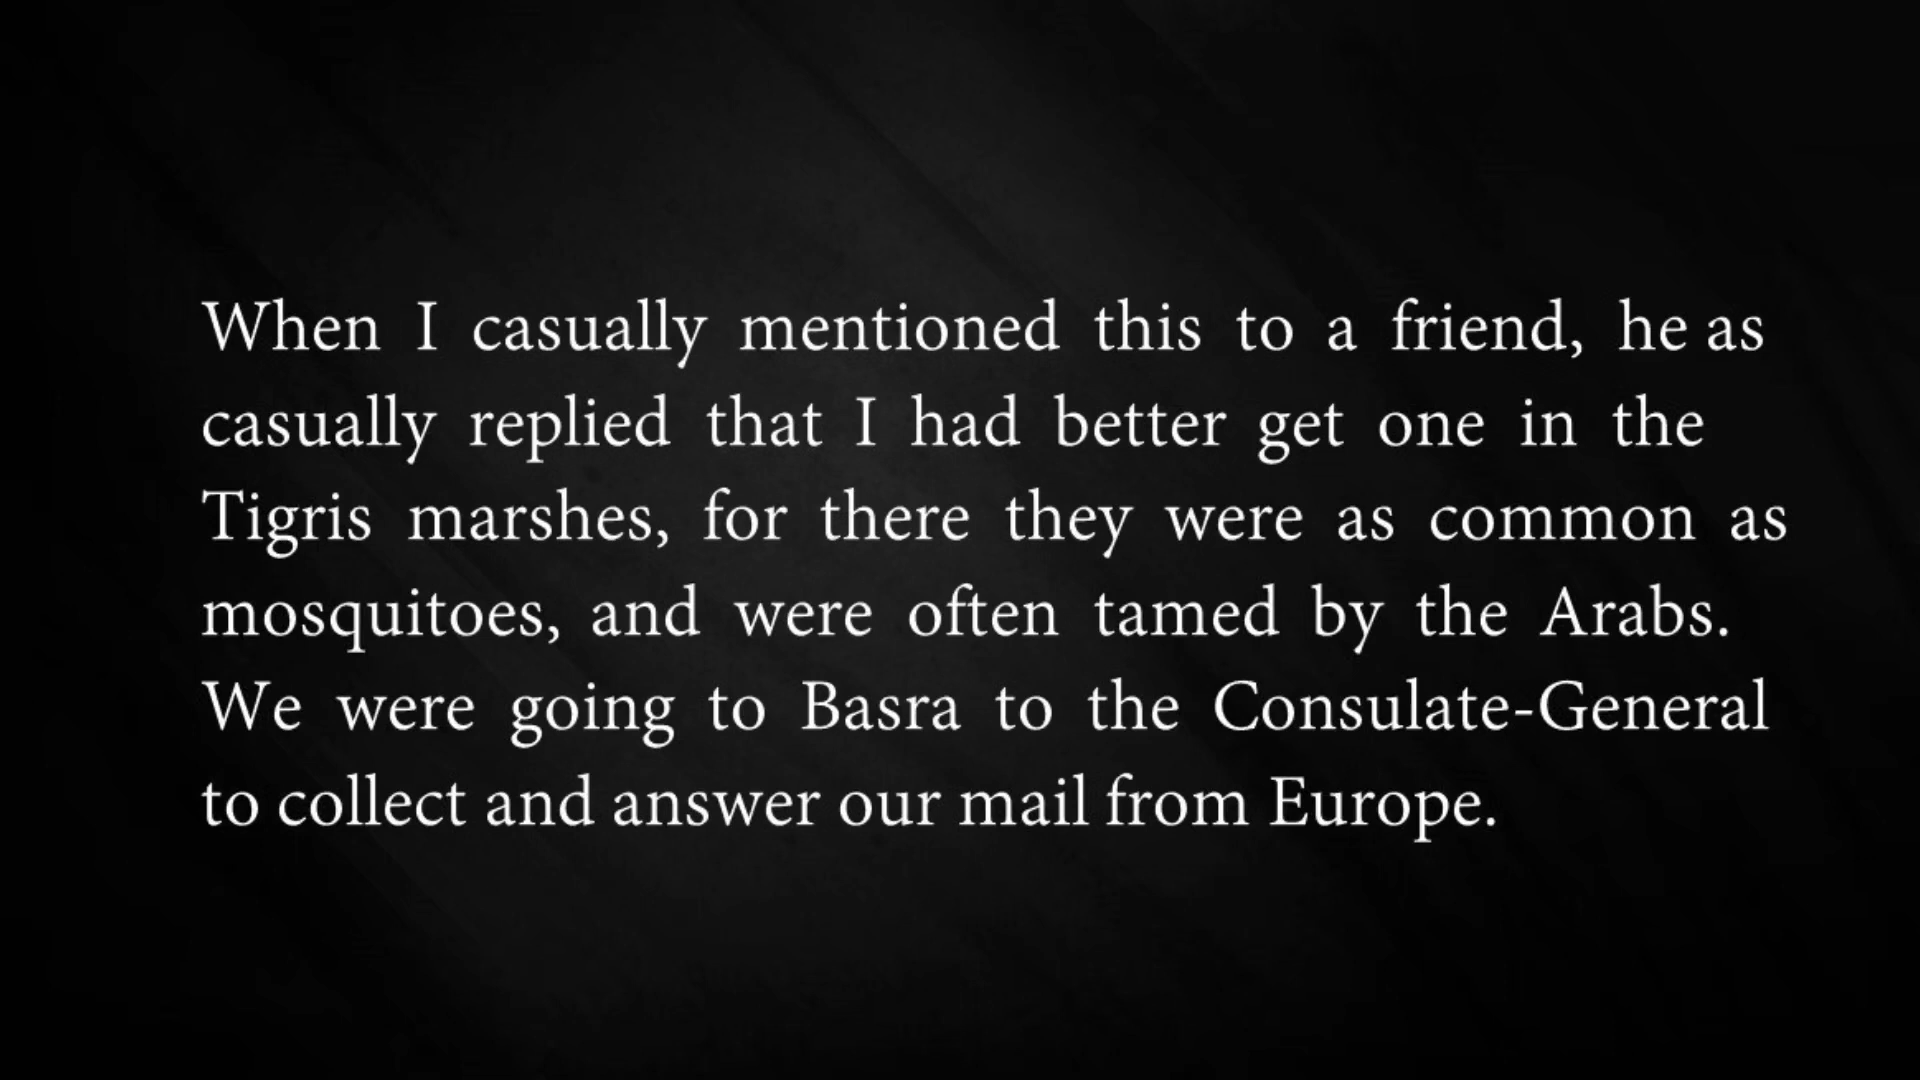 When I casually mentioned this to a friend, he as
casually replied that I had better get one in the
Tigris marshes, for there they were as common as
mosquitoes, and were often tamed by the Arabs.
We were going to Basra to the Consulate-General
to collect and answer our mail from Europe.